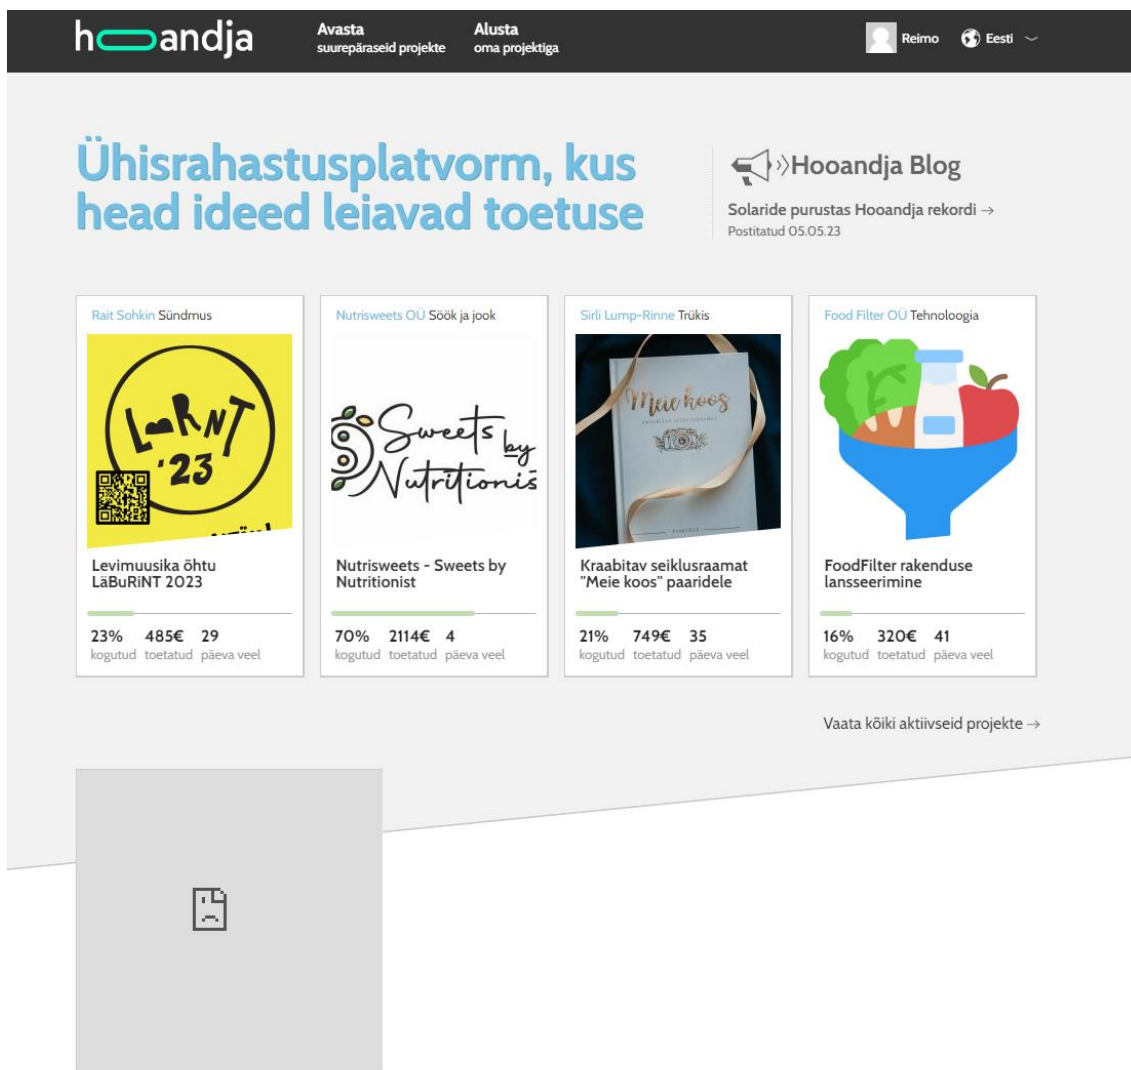 hooandja
Avasta
suurepäraseid projekte
Alusta
oma projektiga
Reimo
Eesti
Ühisrahastusplatvorm, kus
head ideed leiavad toetuse
Hooandja Blog
Solaride purustas Hooandja rekordi →
Postitatud 05.05.23
Rait Sohkin Sündmus
LaBuRiNT
'23
Levimuusika õhtu
LäBuRiNT 2023
23% 485€ 29
kogutud toetatud päeva veel
Nutrisweets OÜ Söök ja jook
Sweets by
Nutritionis
Nutrisweets - Sweets by
Nutritionist
70% 2114€ 4
kogutud toetatud päeva veel
Sirli Lump-Rinne Trükis
Meie koos
Kraabitav seiklusraamat
"Meie koos" paaridele
21% 749€ 35
kogutud toetatud päeva veel
Food Filter OÜ Tehnoloogia
FoodFilter rakenduse
lansseerimine
16% 320€ 41
kogutud toetatud päeva veel
Vaata kõiki aktiivseid projekte →